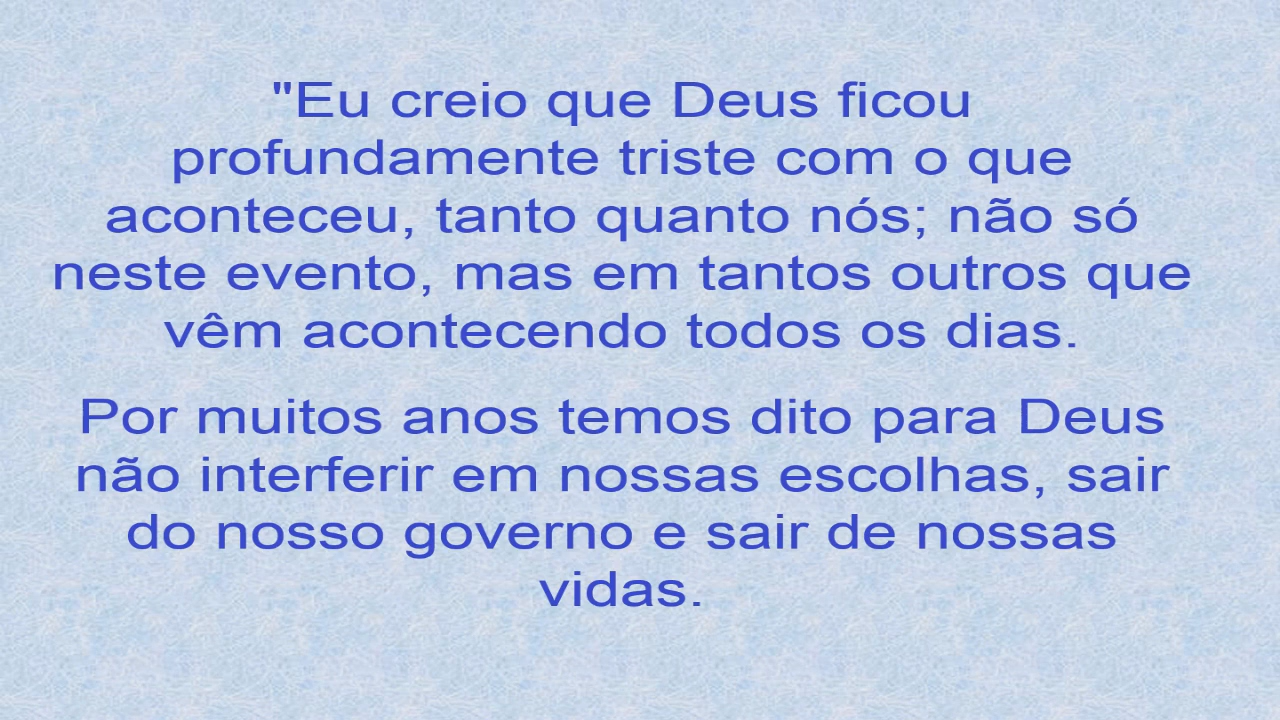 "Eu creio que Deus ficou
profundamente triste com o que
aconteceu, tanto quanto nós; não só
neste evento, mas em tantos outros que
vêm acontecendo todos os dias.
Por muitos anos temos dito para Deus
não interferir em nossas escolhas, sair
do nosso governo e sair de nossas
vidas.